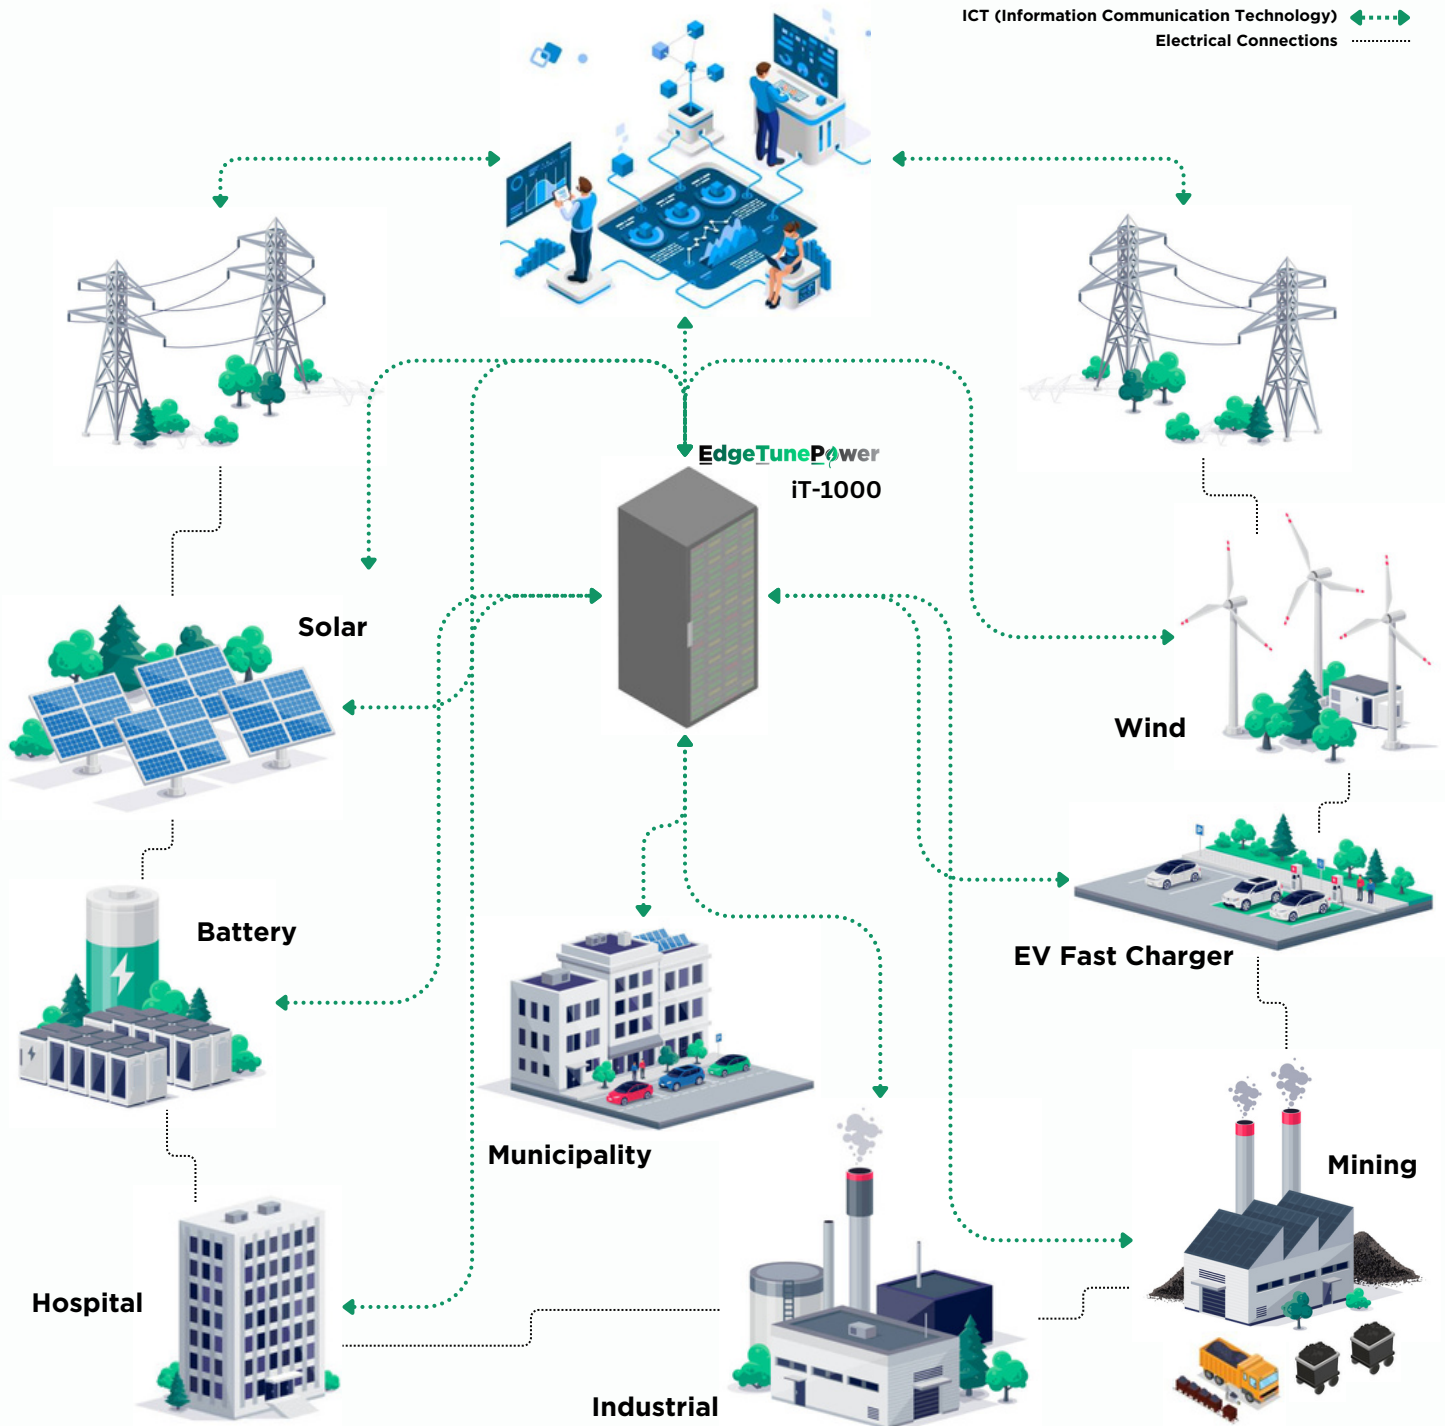 ICT (Information Communication Technology)
Electrical Connections
EdgeTunePower
iT-1000
Solar
Wind
Battery
EV Fast Charger
Municipality
Mining
Hospital
Industrial